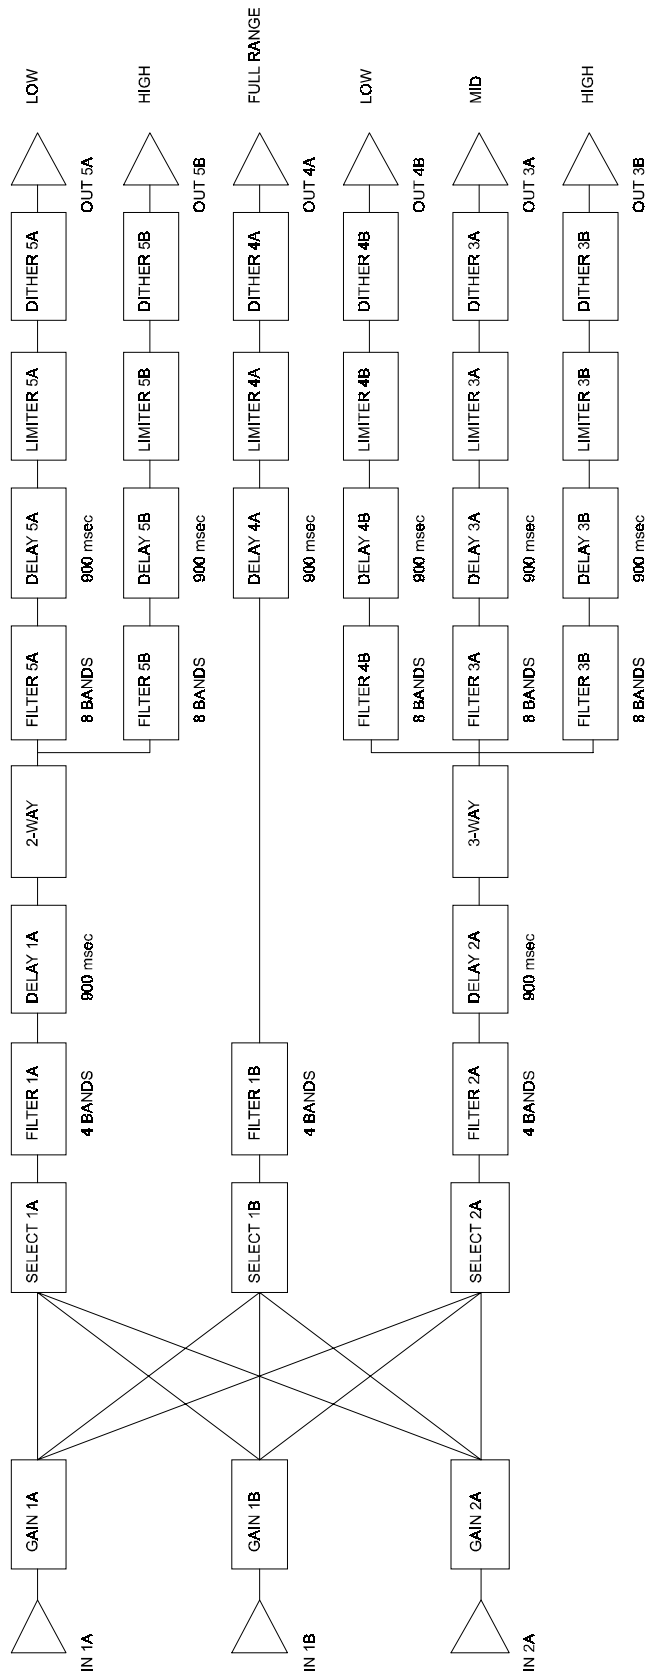 IN 1A
GAIN 1A
SELECT 1A
FILTER 1A
4 BANDS
DELAY 1A
900 msec
2-WAY
FILTER 5A
8 BANDS
DELAY 5A
900 msec
LIMITER 5A
DITHER 5A
OUT 5A
LOW
FILTER 5B
8 BANDS
DELAY 5B
900 msec
LIMITER 5B
DITHER 5B
OUT 5B
HIGH
IN 1B
GAIN 1B
SELECT 1B
FILTER 1B
4 BANDS
DELAY 4A
900 msec
LIMITER 4A
DITHER 4A
OUT 4A
FULL RANGE
FILTER 4B
8 BANDS
DELAY 4B
900 msec
LIMITER 4B
DITHER 4B
OUT 4B
LOW
IN 2A
GAIN 2A
SELECT 2A
FILTER 2A
4 BANDS
DELAY 2A
900 msec
3-WAY
FILTER 3A
8 BANDS
DELAY 3A
900 msec
LIMITER 3A
DITHER 3A
OUT 3A
MID
FILTER 3B
8 BANDS
DELAY 3B
900 msec
LIMITER 3B
DITHER 3B
OUT 3B
HIGH